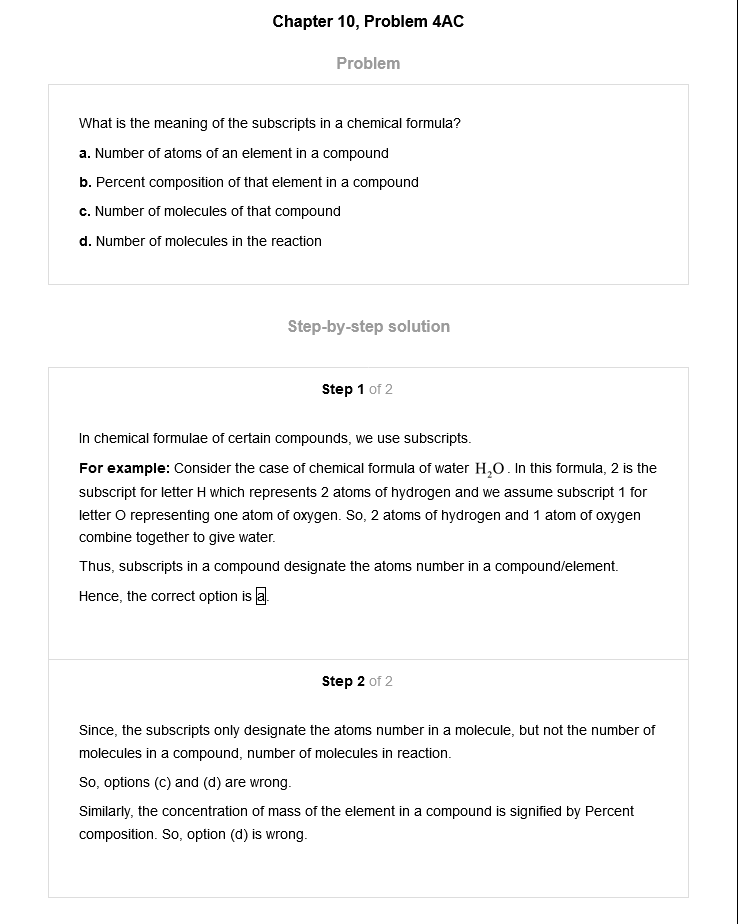 Chapter 10, Problem 4AC
Problem
What is the meaning of the subscripts in a chemical formula?
a. Number of atoms of an element in a compound
b. Percent composition of that element in a compound
c. Number of molecules of that compound
d. Number of molecules in the reaction
Step-by-step solution
Step 1 of 2
In chemical formulae of certain compounds, we use subscripts.
For example: Consider the case of chemical formula of water H₂O. In this formula, 2 is the
subscript for letter H which represents 2 atoms of hydrogen and we assume subscript 1 for
letter O representing one atom of oxygen. So, 2 atoms of hydrogen and 1 atom of oxygen
combine together to give water.
Thus, subscripts in a compound designate the atoms number in a compound/element.
Hence, the correct option is a.
Step 2 of 2
Since, the subscripts only designate the atoms number in a molecule, but not the number of
molecules in a compound, number of molecules in reaction.
So, options (c) and (d) are wrong.
Similarly, the concentration of mass of the element in a compound is signified by Percent
composition. So, option (d) is wrong.